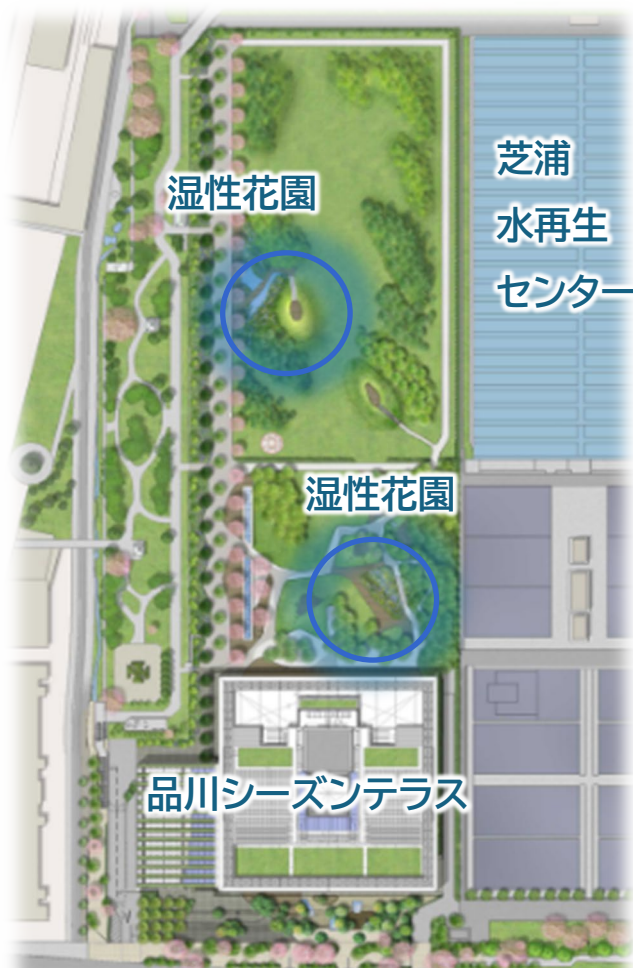 芝浦
水再生
センター
湿性花園
湿性花園
品川シーズンテラス